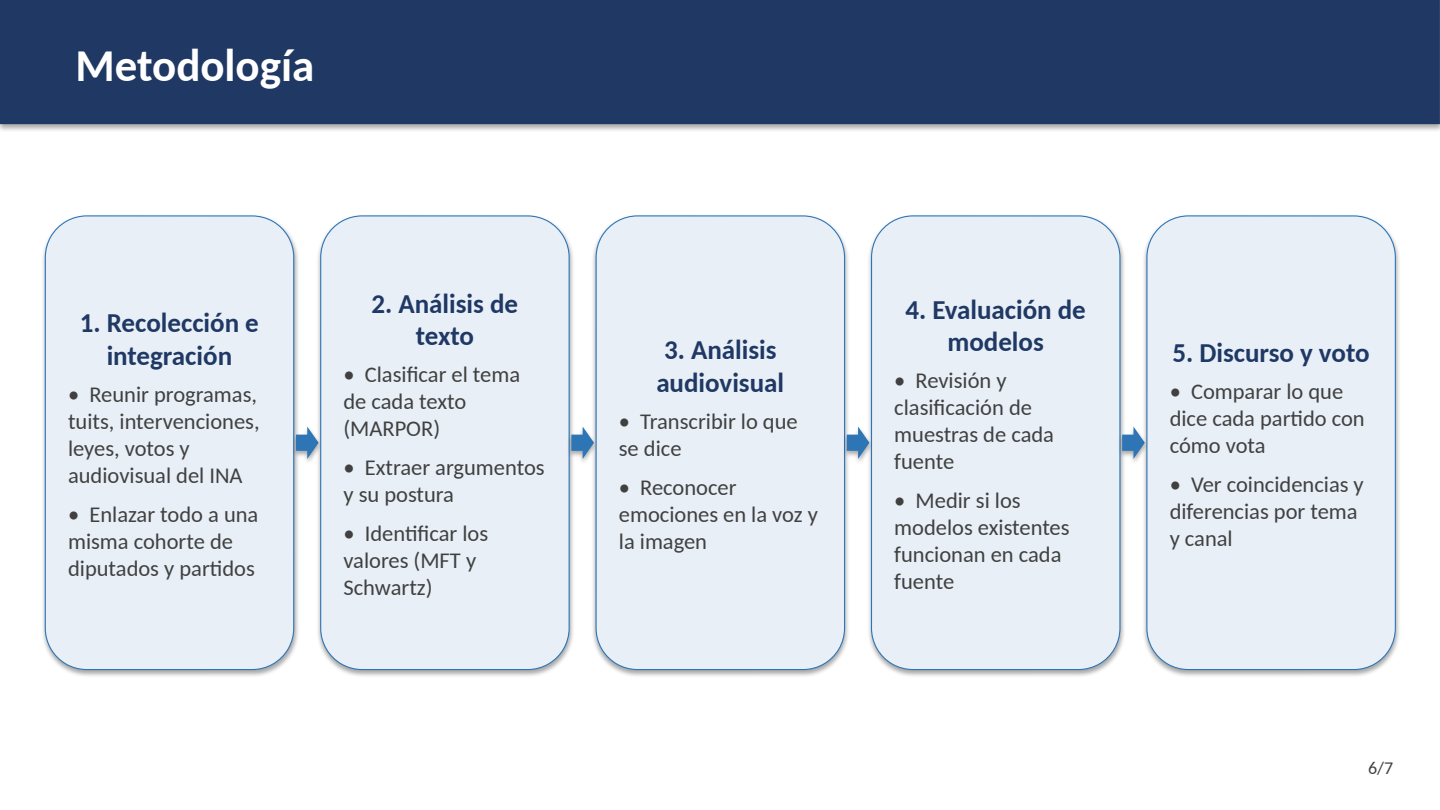 Metodología
1. Recolección e
integración
• Reunir programas,
tuits, intervenciones,
leyes, votos y
audiovisual del INA
• Enlazar todo a una
misma cohorte de
diputados y partidos
2. Análisis de
texto
• Clasificar el tema
de cada texto
(MARPOR)
• Extraer argumentos
y su postura
• Identificar los
valores (MFT y
Schwartz)
3. Análisis
audiovisual
• Transcribir lo que
se dice
• Reconocer
emociones en la voz y
la imagen
4. Evaluación de
modelos
• Revisión y
clasificación de
muestras de cada
fuente
• Medir si los
modelos existentes
funcionan en cada
fuente
5. Discurso y voto
• Comparar lo que
dice cada partido con
cómo vota
• Ver coincidencias y
diferencias por tema
y canal
6/7